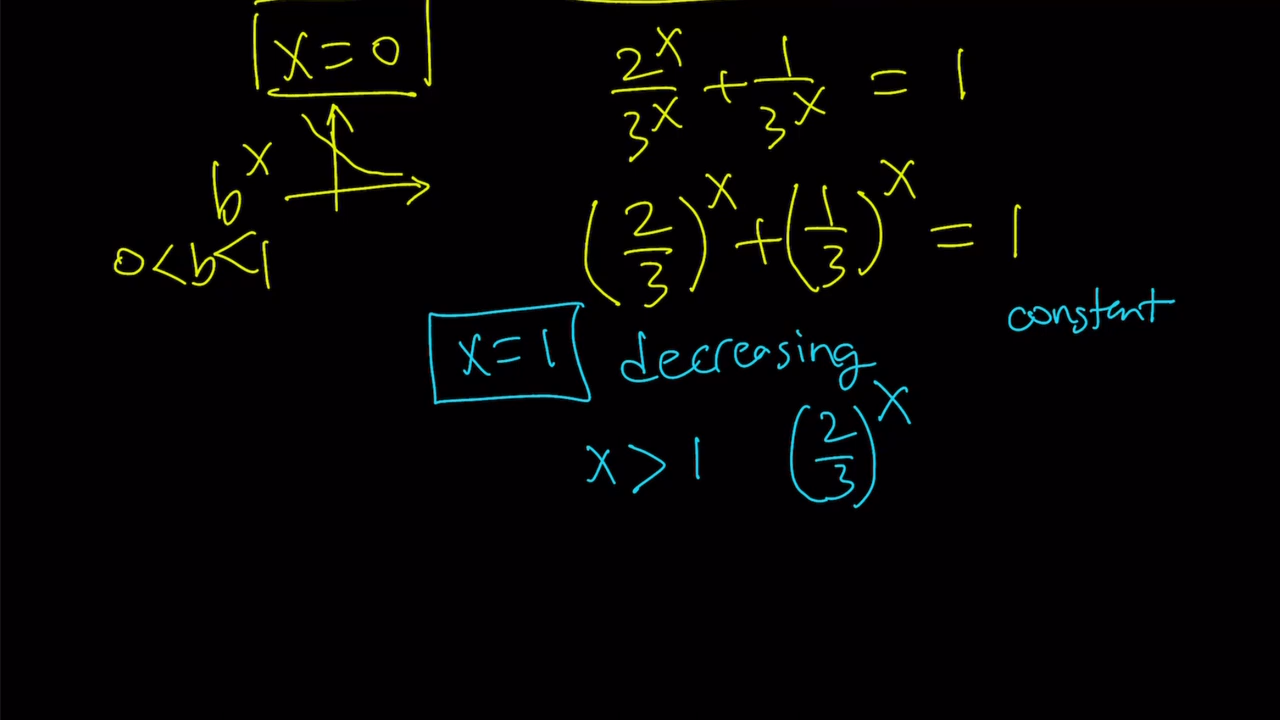 x = 0
2^x/3^x + 1/3^x = 1
b^x
0<b<1
(2/3)^x + (1/3)^x = 1
constant
x = 1 decreasing
x > 1 (2/3)^x